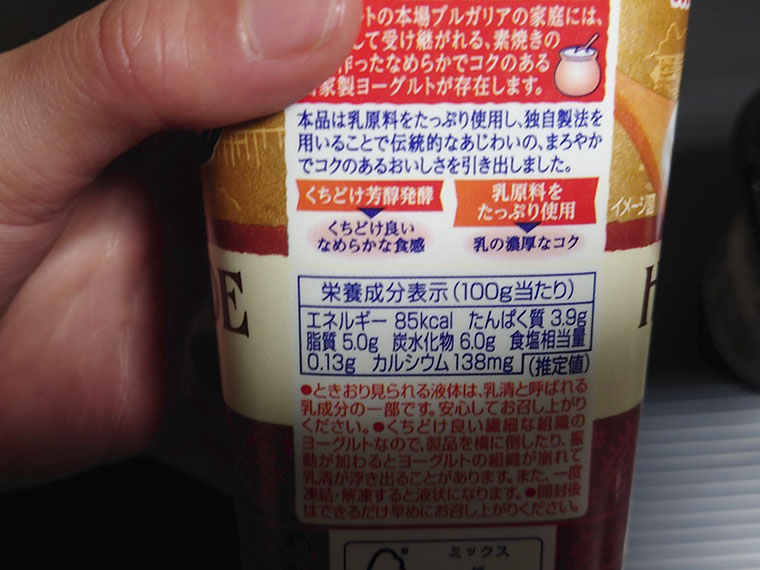 トの本場ブルガリアの家庭には、
して受け継がれる、素焼きの
作ったなめらかでコクのある
家製ヨーグルトが存在します。
本品は乳原料をたっぷり使用し、独自製法を
用いることで伝統的なあじわいの、まろやか
でコクのあるおいしさを引き出しました。
くちどけ芳醇発酵
くちどけ良い
なめらかな食感
乳原料を
たっぷり使用
乳の濃厚なコク
イメージ図
E
H
栄養成分表示(100g当たり)
エネルギー 85kcal たんぱく質 3.9g
脂質 5.0g 炭水化物 6.0g 食塩相当量
0.13g カルシウム 138mg (推定値)
●ときおり見られる液体は、乳清と呼ばれる
乳成分の一部です。安心してお召し上がり
ください。●くちどけ良い繊細な組織の
ヨーグルトなので、製品を横に倒したり、振
動が加わるとヨーグルトの組織が崩れて
乳清が浮き出ることがあります。また、一度
凍結・解凍すると液状になります。●開封後
はできるだけ早めにお召し上がりください。
ミックス